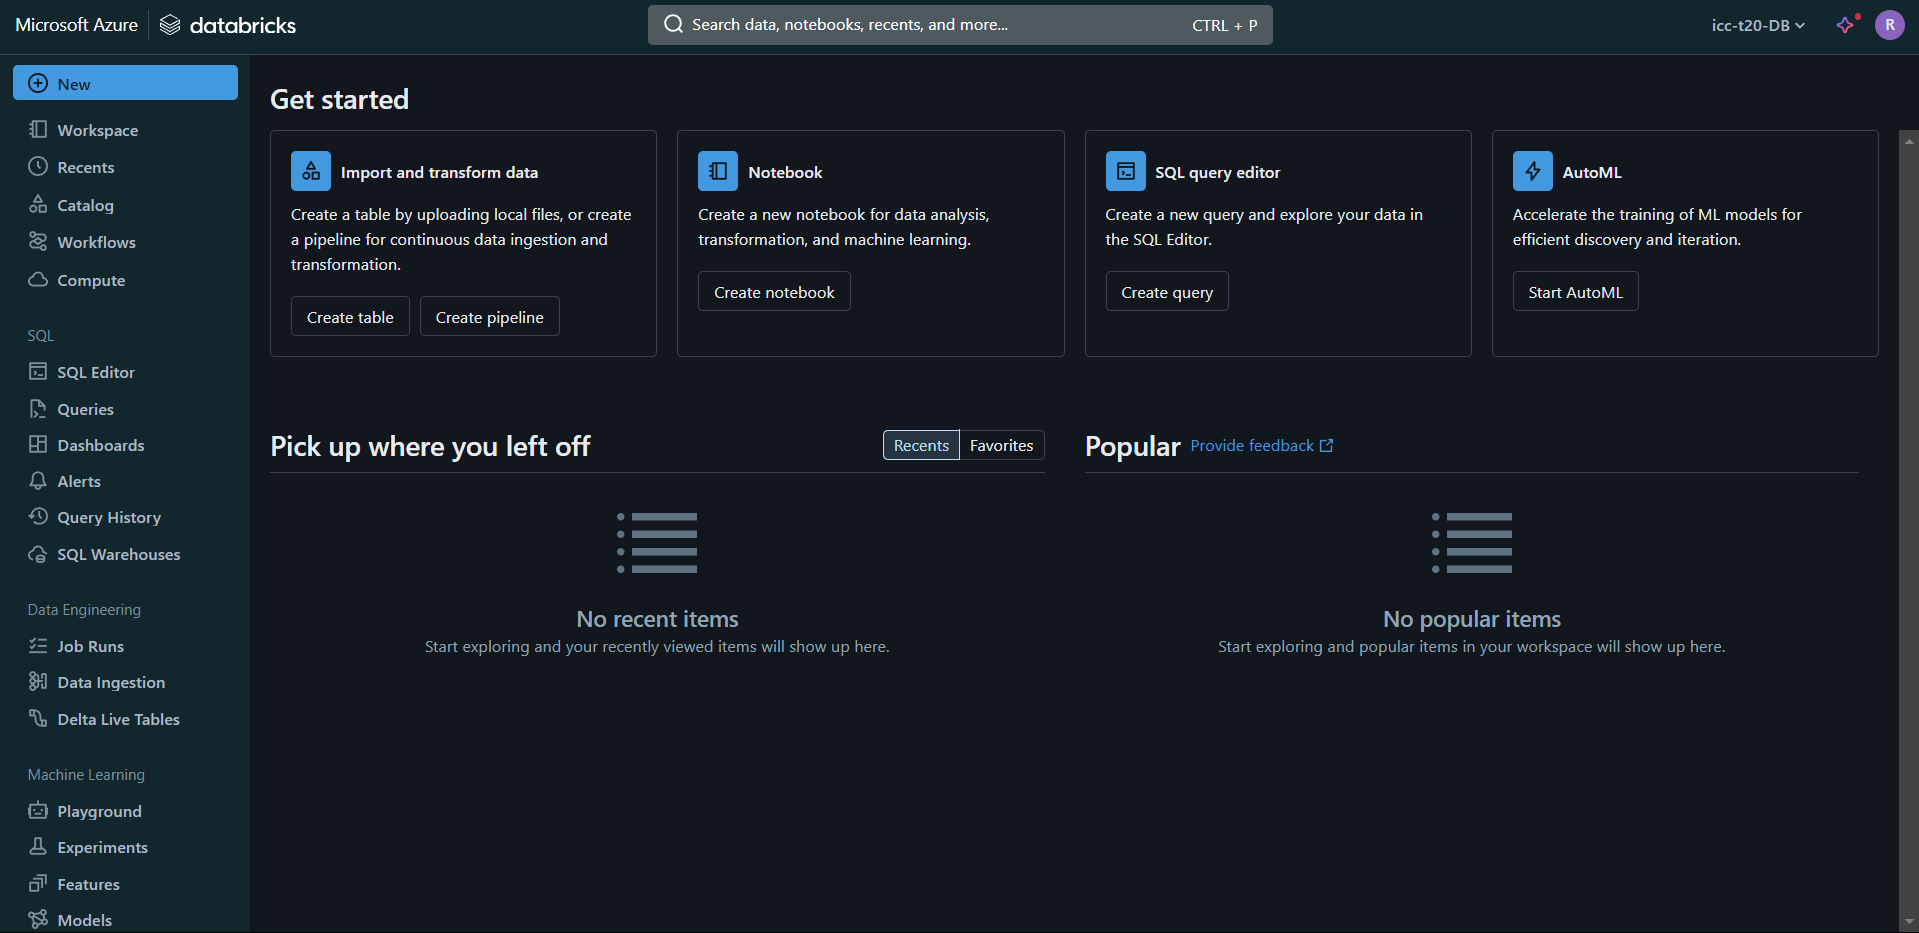 Microsoft Azure databricks
Search data, notebooks, recents, and more... CTRL + P
icc-t20-DB
R
New
Workspace
Recents
Catalog
Workflows
Compute
SQL
SQL Editor
Queries
Dashboards
Alerts
Query History
SQL Warehouses
Data Engineering
Job Runs
Data Ingestion
Delta Live Tables
Machine Learning
Playground
Experiments
Features
Models
Get started
Import and transform data
Create a table by uploading local files, or create
a pipeline for continuous data ingestion and
transformation.
Create table Create pipeline
Notebook
Create a new notebook for data analysis,
transformation, and machine learning.
Create notebook
SQL query editor
Create a new query and explore your data in
the SQL Editor.
Create query
AutoML
Accelerate the training of ML models for
efficient discovery and iteration.
Start AutoML
Pick up where you left off
Recents Favorites
No recent items
Start exploring and your recently viewed items will show up here.
Popular Provide feedback
No popular items
Start exploring and popular items in your workspace will show up here.